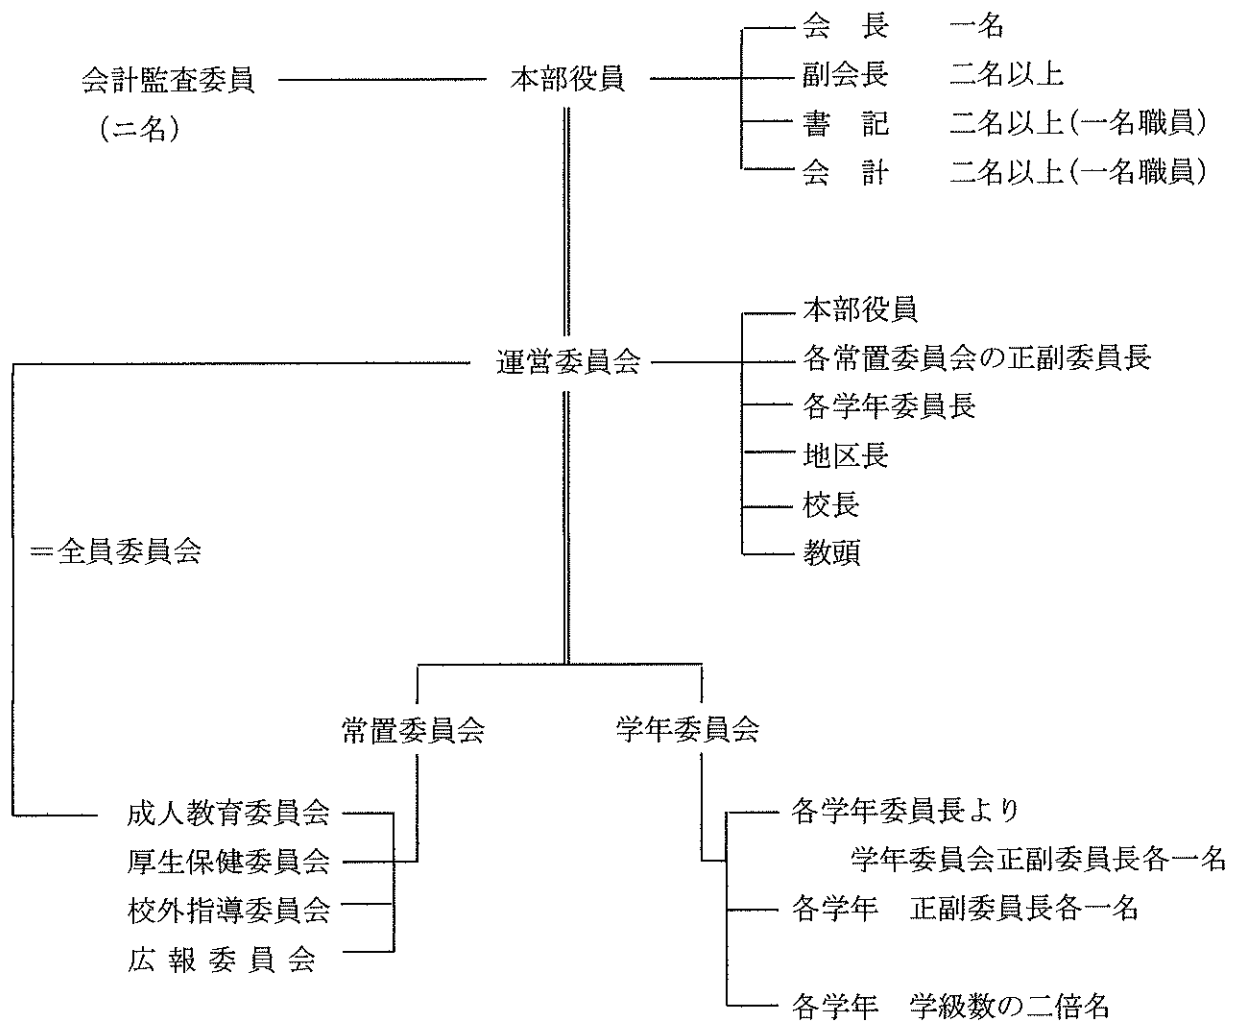 会計監査委員
(ニ名)
本部役員
会　長　　一名
副会長　　二名以上
書　記　　二名以上(一名職員)
会　計　　二名以上(一名職員)
運営委員会
本部役員
各常置委員会の正副委員長
各学年委員長
地区長
校長
教頭
＝全員委員会
常置委員会
成人教育委員会
厚生保健委員会
校外指導委員会
広 報 委 員 会
学年委員会
各学年委員長より
学年委員会正副委員長各一名
各学年　正副委員長各一名
各学年　学級数の二倍名